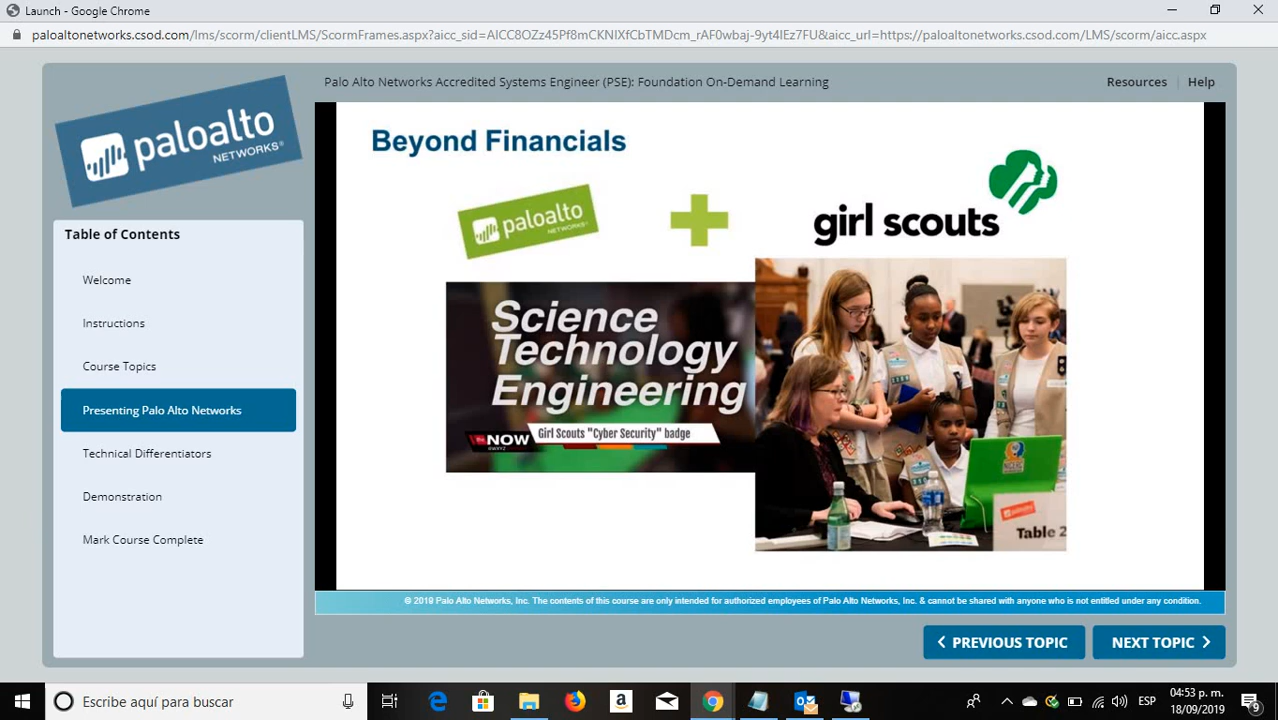 Launch - Google Chrome
paloaltonetworks.csod.com/lms/scorm/clientLMS/ScormFrames.aspx?aicc_sid=AICC8OZz45Pf8mCKNIXfCbTMDcm_rAF0wbaj-9yt4IEz7FU&aicc_url=https://paloaltonetworks.csod.com/LMS/scorm/aicc.aspx
paloalto
NETWORKS®
Palo Alto Networks Accredited Systems Engineer (PSE): Foundation On-Demand Learning
Resources | Help
Table of Contents
Welcome
Instructions
Course Topics
Presenting Palo Alto Networks
Technical Differentiators
Demonstration
Mark Course Complete
Beyond Financials
paloalto
NETWORKS
girl scouts
Science
Technology
Engineering
NOW
Girl Scouts "Cyber Security" badge
Table 2
© 2019 Palo Alto Networks, Inc. The contents of this course are only intended for authorized employees of Palo Alto Networks, Inc. & cannot be shared with anyone who is not entitled under any condition.
PREVIOUS TOPIC
NEXT TOPIC
Escribe aquí para buscar
ESP
04:53 p. m.
18/09/2019
9